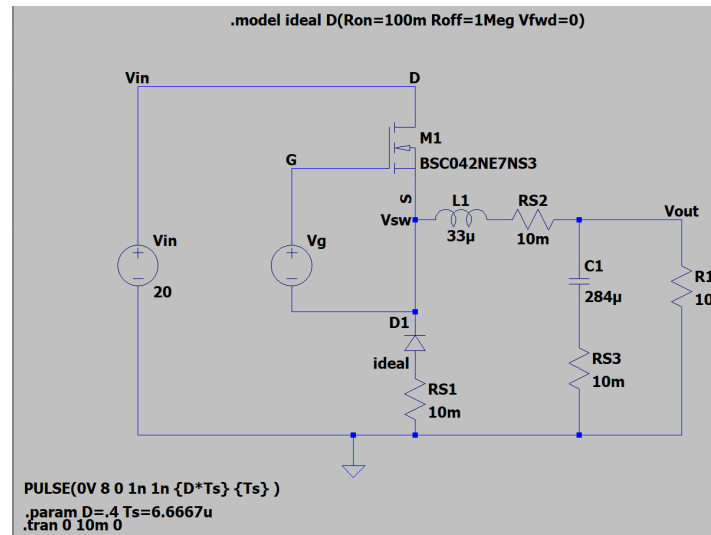 .model ideal D(Ron=100m Roff=1Meg Vfwd=0)
Vin
D
M1
BSC042NE7NS3
G
S
Vsw
L1
33µ
RS2
10m
Vout
Vin
20
Vg
C1
284µ
R1
10
D1
ideal
RS1
10m
RS3
10m
PULSE(0V 8 0 1n 1n {D*Ts} {Ts} )
.param D=.4 Ts=6.6667u
.tran 0 10m 0